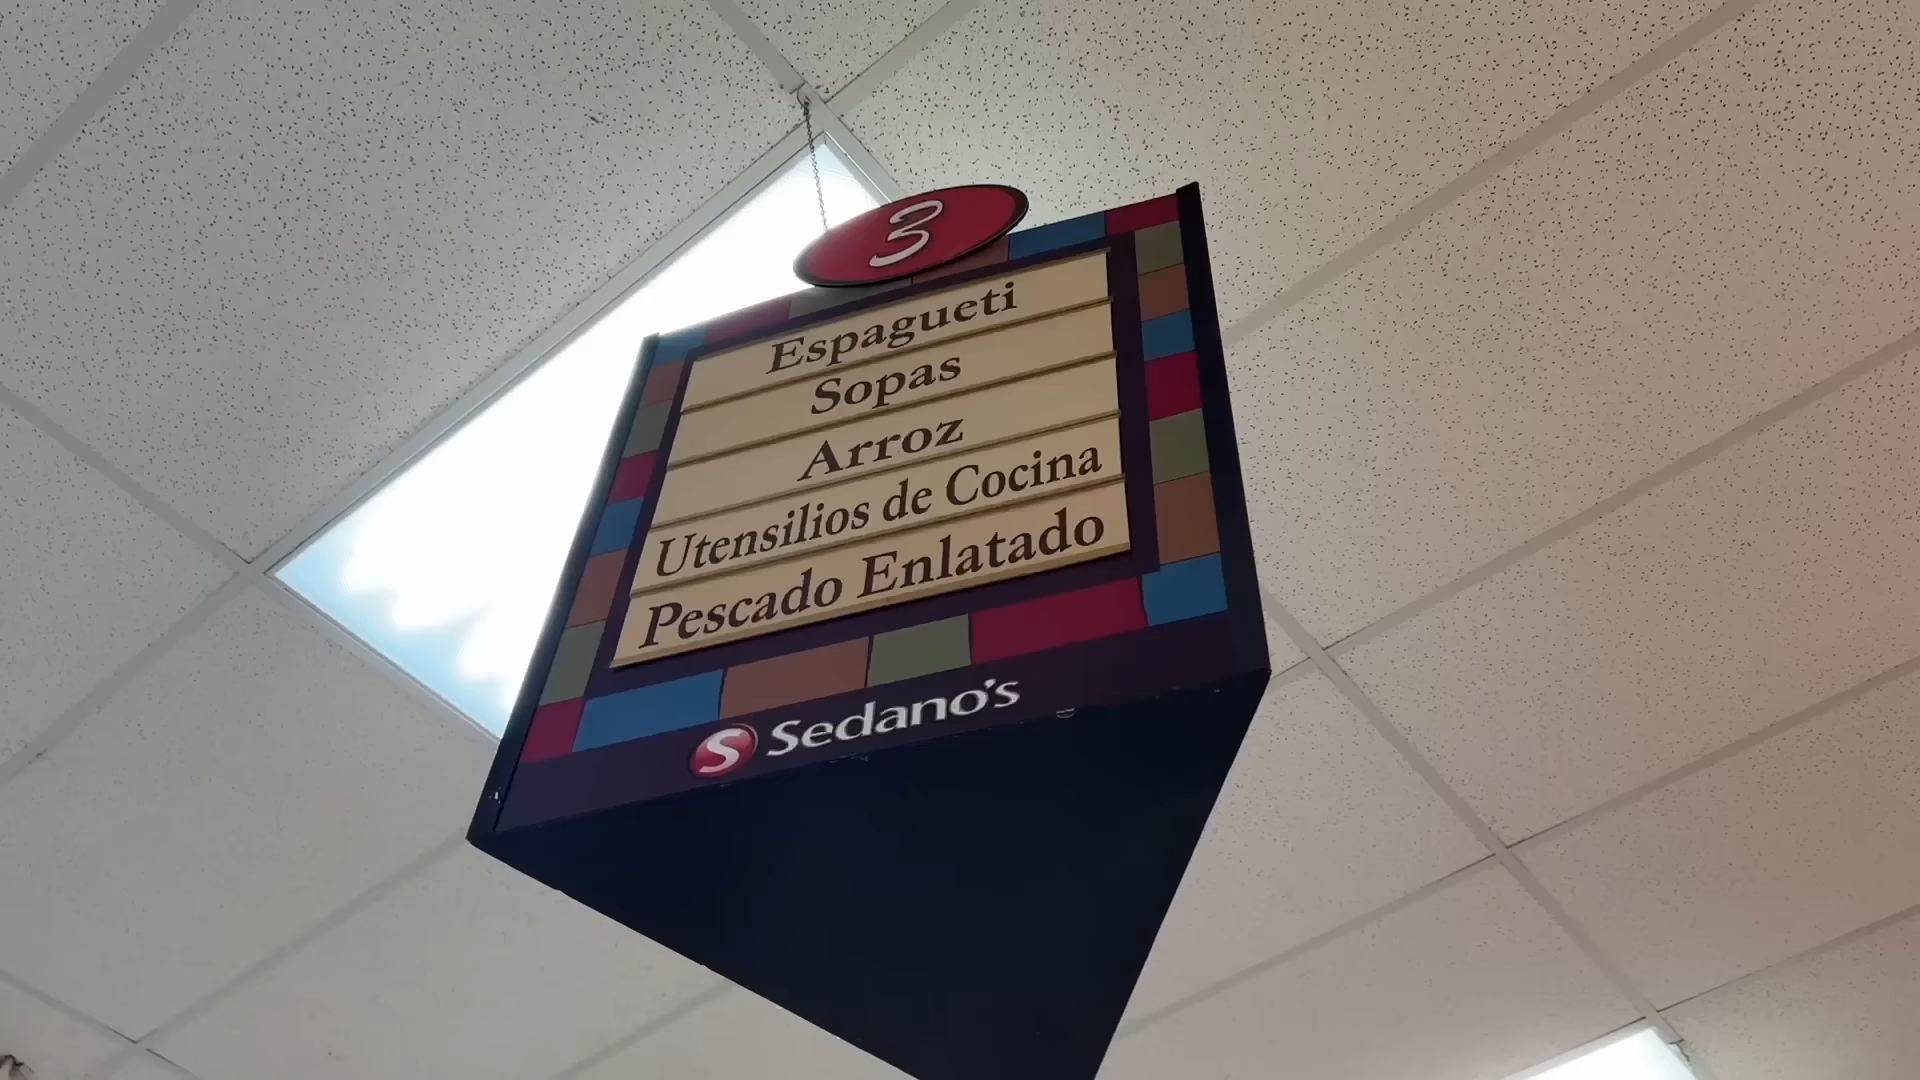 3
Espagueti
Sopas
Arroz
Utensilios de Cocina
Pescado Enlatado
S Sedano's